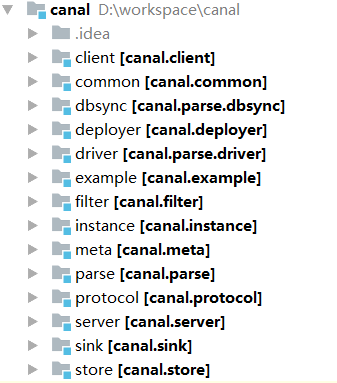 canal D:\workspace\canal
.idea
client [canal.client]
common [canal.common]
dbsync [canal.parse.dbsync]
deployer [canal.deployer]
driver [canal.parse.driver]
example [canal.example]
filter [canal.filter]
instance [canal.instance]
meta [canal.meta]
parse [canal.parse]
protocol [canal.protocol]
server [canal.server]
sink [canal.sink]
store [canal.store]